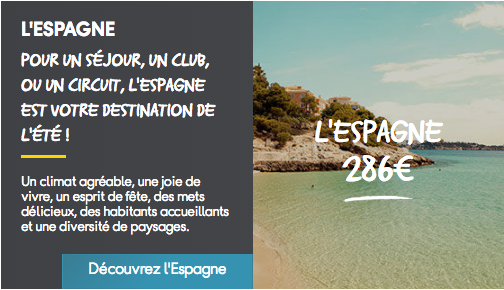 L'ESPAGNE
POUR UN SÉJOUR, UN CLUB,
OU UN CIRCUIT, L'ESPAGNE
EST VOTRE DESTINATION DE
L'ÉTÉ !
Un climat agréable, une joie de
vivre, un esprit de fête, des mets
délicieux, des habitants accueillants
et une diversité de paysages.
Découvrez l'Espagne
L'ESPAGNE
286€